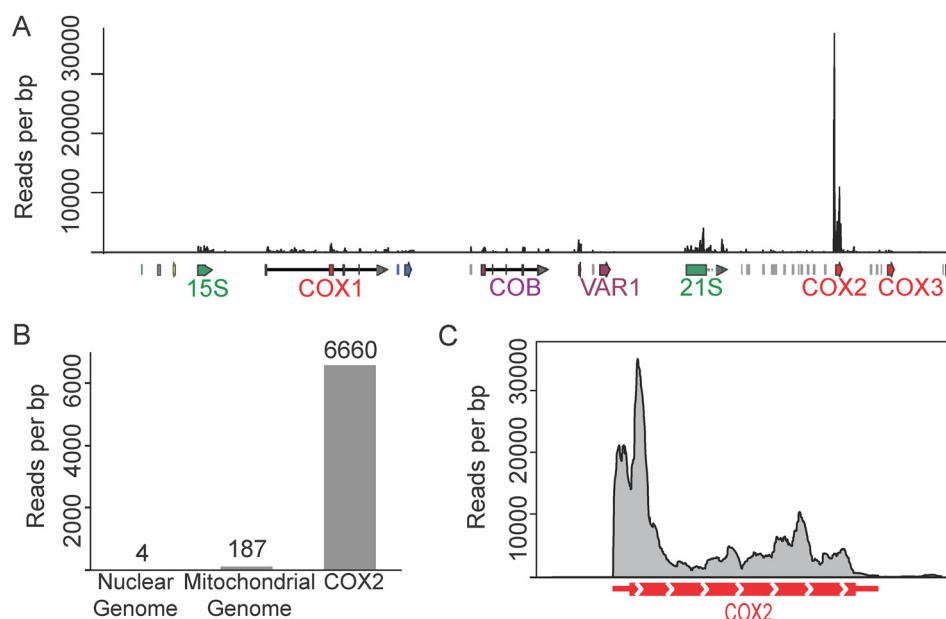 A
Reads per bp
30000
20000
10000
15S
COX1
COB
VAR1
21S
COX2
COX3
B
Reads per bp
6000
4000
2000
4
187
6660
Nuclear
Genome
Mitochondrial
Genome
COX2
C
Reads per bp
30000
20000
10000
COX2